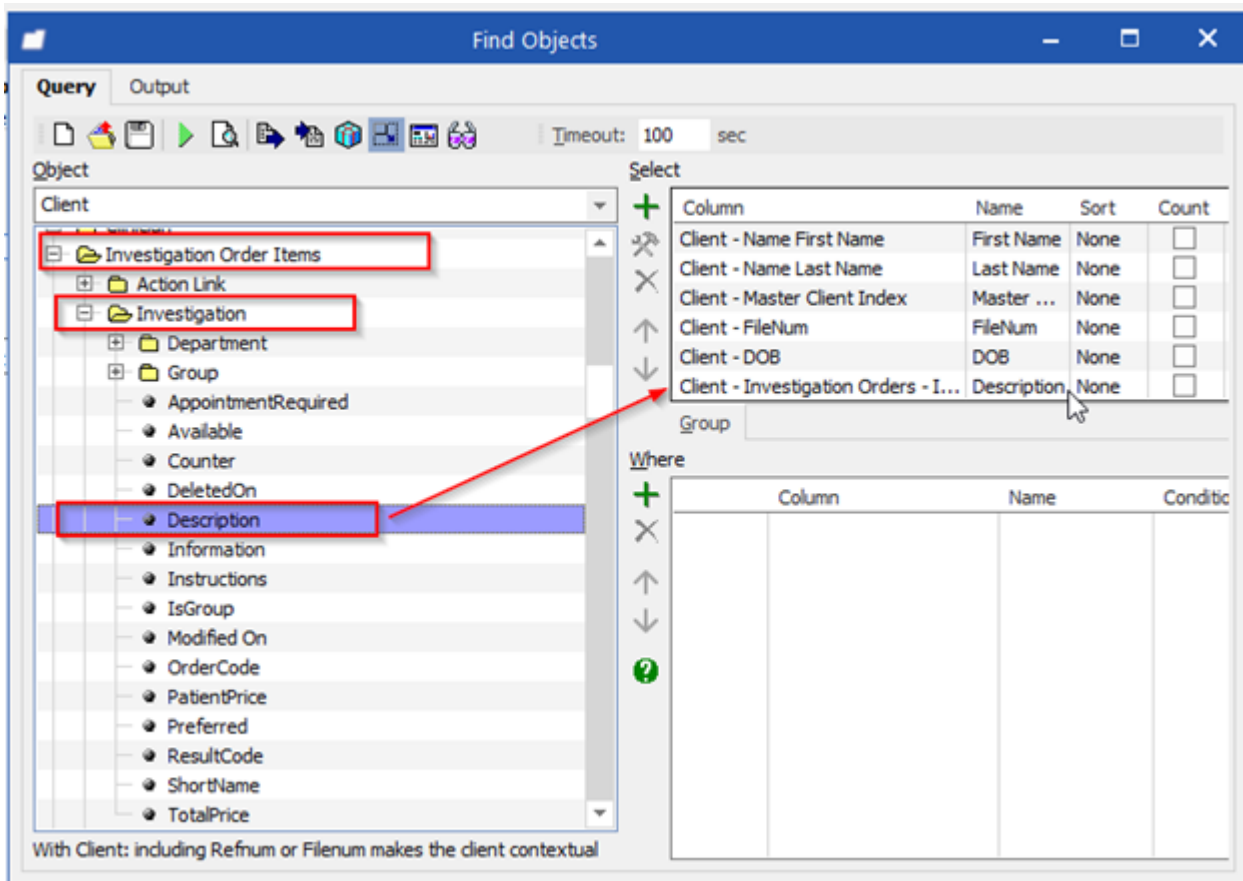 Find Objects
Query Output
Timeout: 100 sec
Object
Client
Investigation Order Items
Action Link
Investigation
Department
Group
AppointmentRequired
Available
Counter
DeletedOn
Description
Information
Instructions
IsGroup
Modified On
OrderCode
PatientPrice
Preferred
ResultCode
ShortName
TotalPrice
With Client: including Refnum or Filenum makes the client contextual
Select
Column Name Sort Count
Client - Name First Name First Name None
Client - Name Last Name Last Name None
Client - Master Client Index Master ... None
Client - FileNum FileNum None
Client - DOB DOB None
Client - Investigation Orders - I... Description None
Group
Where
Column Name Conditio